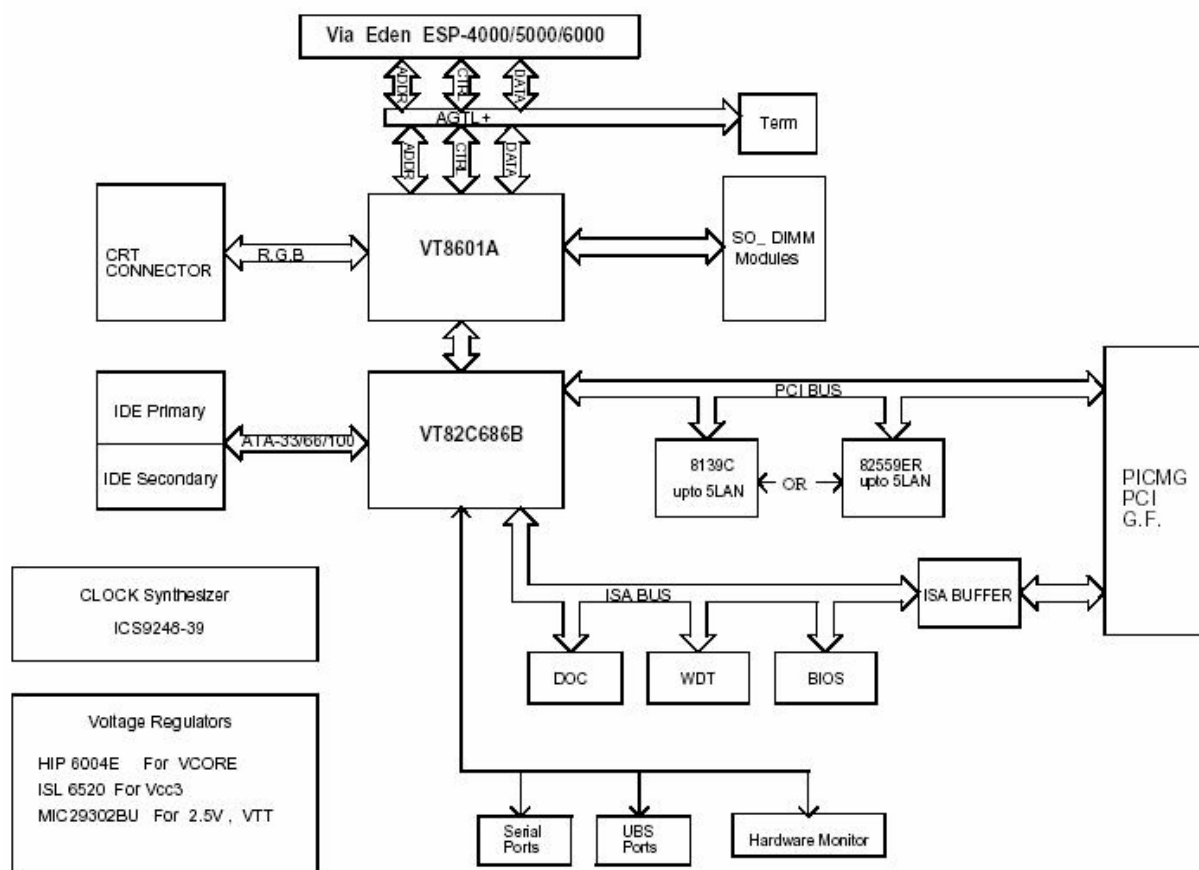 Via Eden ESP-4000/5000/6000
ADDR
CTRL
DATA
AGTL+
Term
ADDR
CTRL
DATA
CRT
CONNECTOR
R.G.B
VT8601A
SO_ DIMM
Modules
IDE Primary
IDE Secondary
ATA-33/66/100
VT82C686B
PCI BUS
8139C
upto 5LAN
OR
82559ER
upto 5LAN
PICMG
PCI
G.F.
CLOCK Synthesizer
ICS9248-39
ISA BUS
ISA BUFFER
DOC
WDT
BIOS
Voltage Regulators
HIP 6004E For VCORE
ISL 6520 For Vcc3
MIC29302BU For 2.5V , VTT
Serial
Ports
UBS
Ports
Hardware Monitor